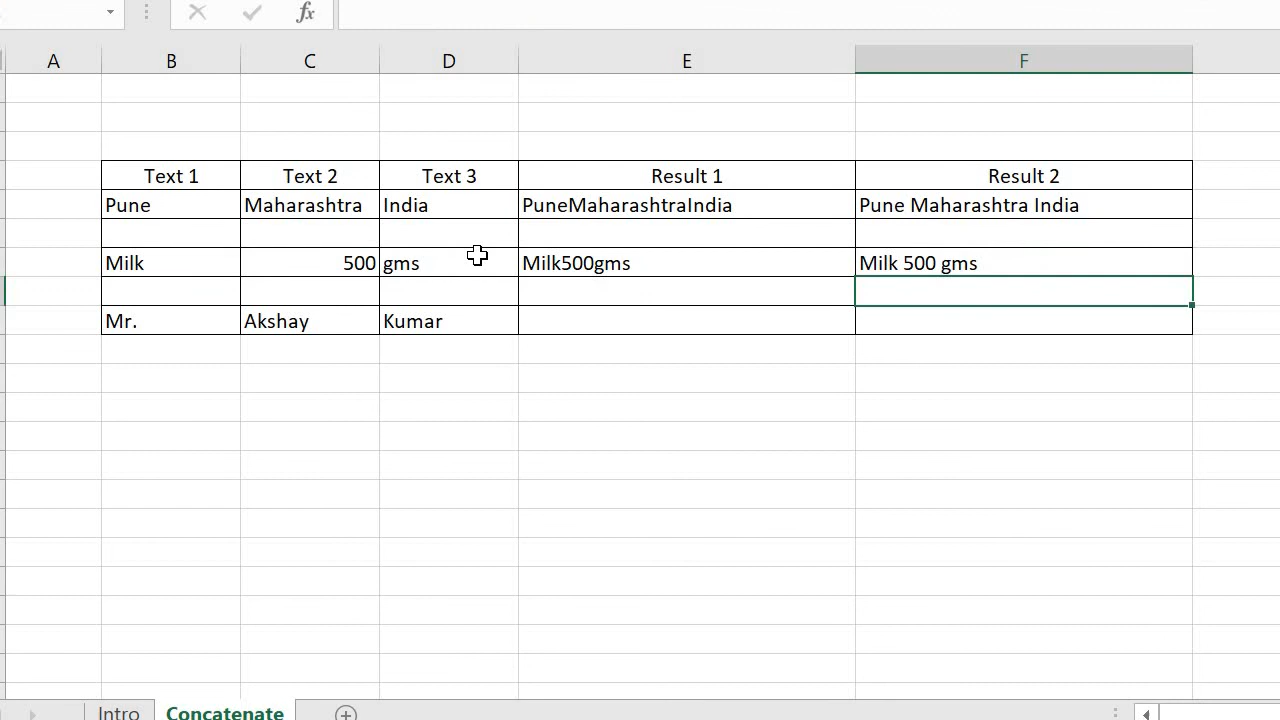 fx
A B C D E F
Text 1 Text 2 Text 3 Result 1 Result 2
Pune Maharashtra India PuneMaharashtraIndia Pune Maharashtra India
Milk 500 gms Milk500gms Milk 500 gms
Mr. Akshay Kumar
Intro Concatenate